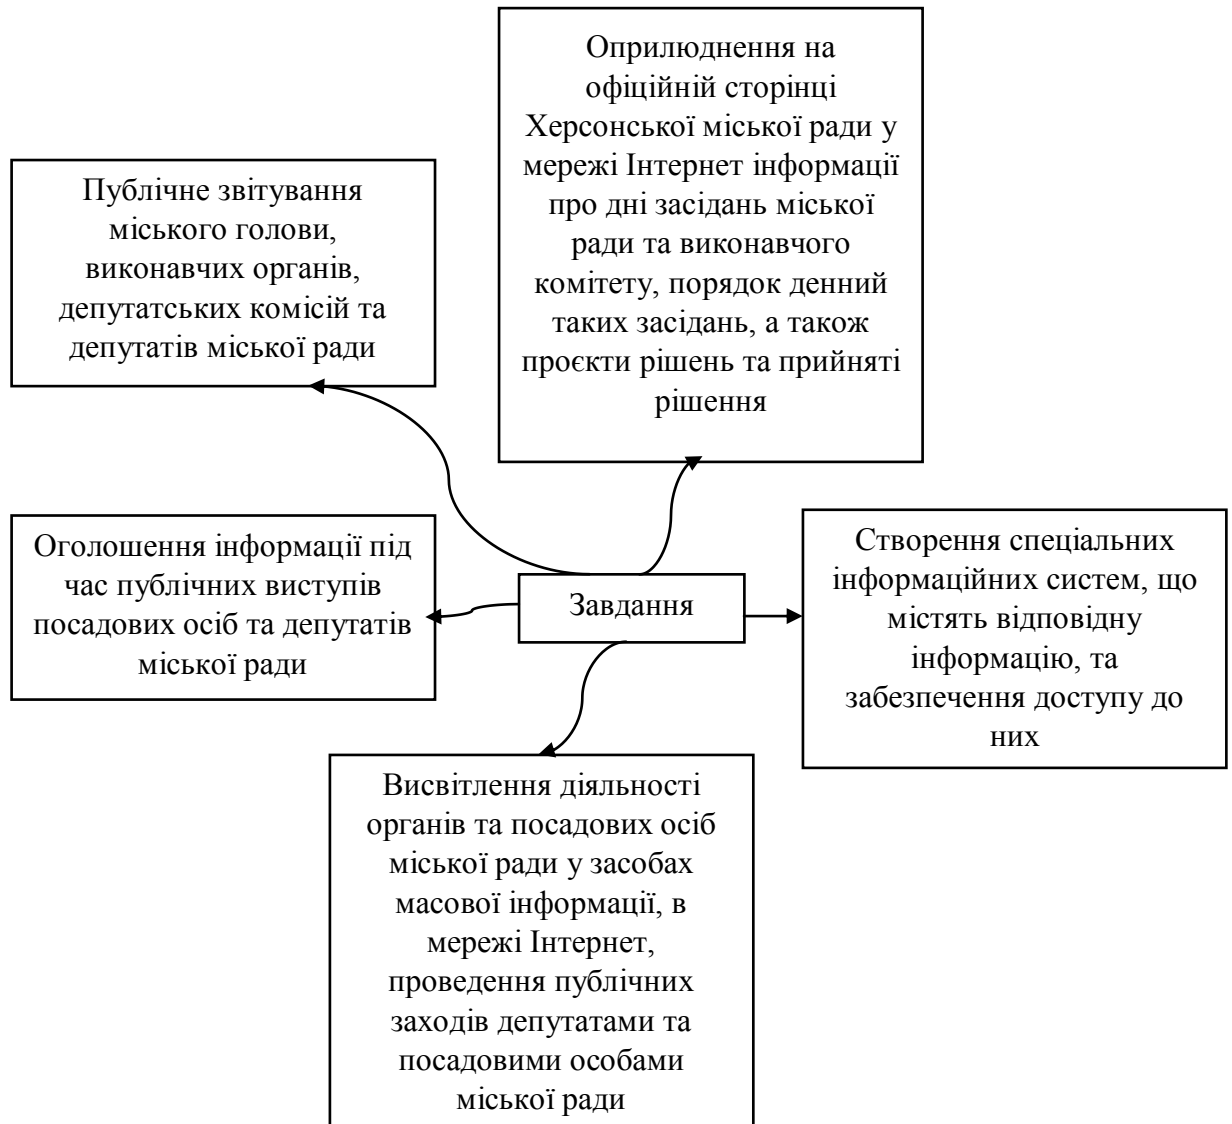 Оприлюднення на
офіційній сторінці
Херсонської міської ради у
мережі Інтернет інформації
про дні засідань міської
ради та виконавчого
комітету, порядок денний
таких засідань, а також
проєкти рішень та прийняті
рішення
Публічне звітування
міського голови,
виконавчих органів,
депутатських комісій та
депутатів міської ради
Оголошення інформації під
час публічних виступів
посадових осіб та депутатів
міської ради
Завдання
Створення спеціальних
інформаційних систем, що
містять відповідну
інформацію, та
забезпечення доступу до
них
Висвітлення діяльності
органів та посадових осіб
міської ради у засобах
масової інформації, в
мережі Інтернет,
проведення публічних
заходів депутатами та
посадовими особами
міської ради